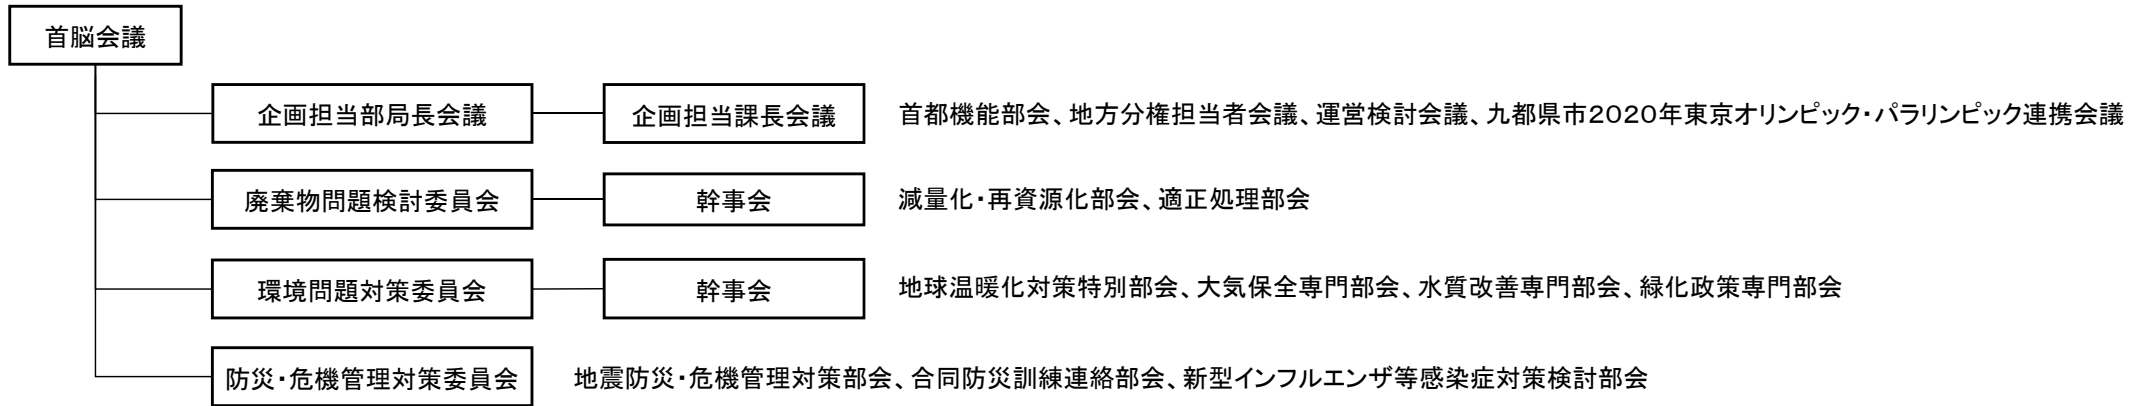 首脳会議
企画担当部局長会議 企画担当課長会議 首都機能部会、地方分権担当者会議、運営検討会議、九都県市2020年東京オリンピック・パラリンピック連携会議
廃棄物問題検討委員会 幹事会 減量化・再資源化部会、適正処理部会
環境問題対策委員会 幹事会 地球温暖化対策特別部会、大気保全専門部会、水質改善専門部会、緑化政策専門部会
防災・危機管理対策委員会 地震防災・危機管理対策部会、合同防災訓練連絡部会、新型インフルエンザ等感染症対策検討部会